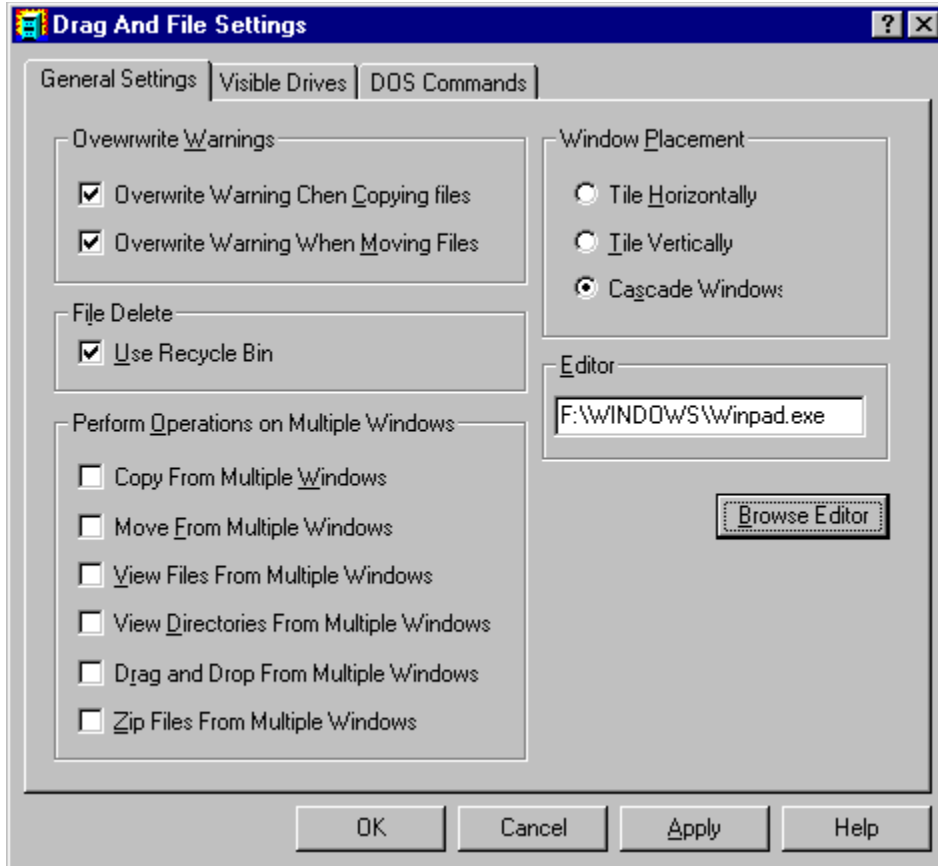 Drag And File Settings
General Settings
Visible Drives
DOS Commands
Ovewrwrite Warnings
Overwrite Warning Chen Copying files
Overwrite Warning When Moving Files
File Delete
Use Recycle Bin
Perform Operations on Multiple Windows
Copy From Multiple Windows
Move From Multiple Windows
View Files From Multiple Windows
View Directories From Multiple Windows
Drag and Drop From Multiple Windows
Zip Files From Multiple Windows
Window Placement
Tile Horizontally
Tile Vertically
Cascade Windows
Editor
F:\WINDOWS\Winpad.exe
Browse Editor
OK
Cancel
Apply
Help